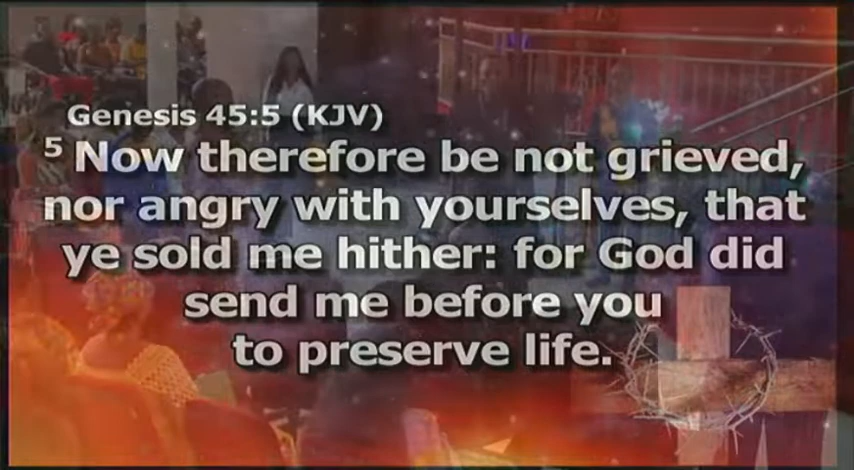 Genesis 45:5 (KJV)
5 Now therefore be not grieved,
nor angry with yourselves, that
ye sold me hither: for God did
send me before you
to preserve life.